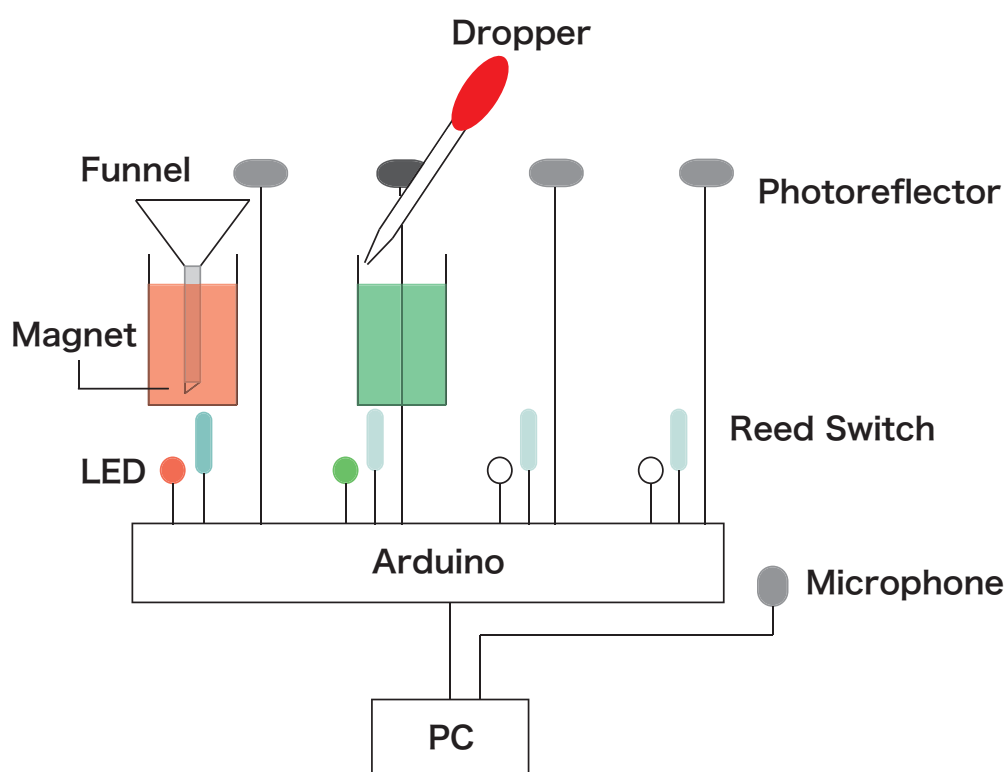 Dropper
Funnel
Photoreflector
Magnet
Reed Switch
LED
Arduino
Microphone
PC